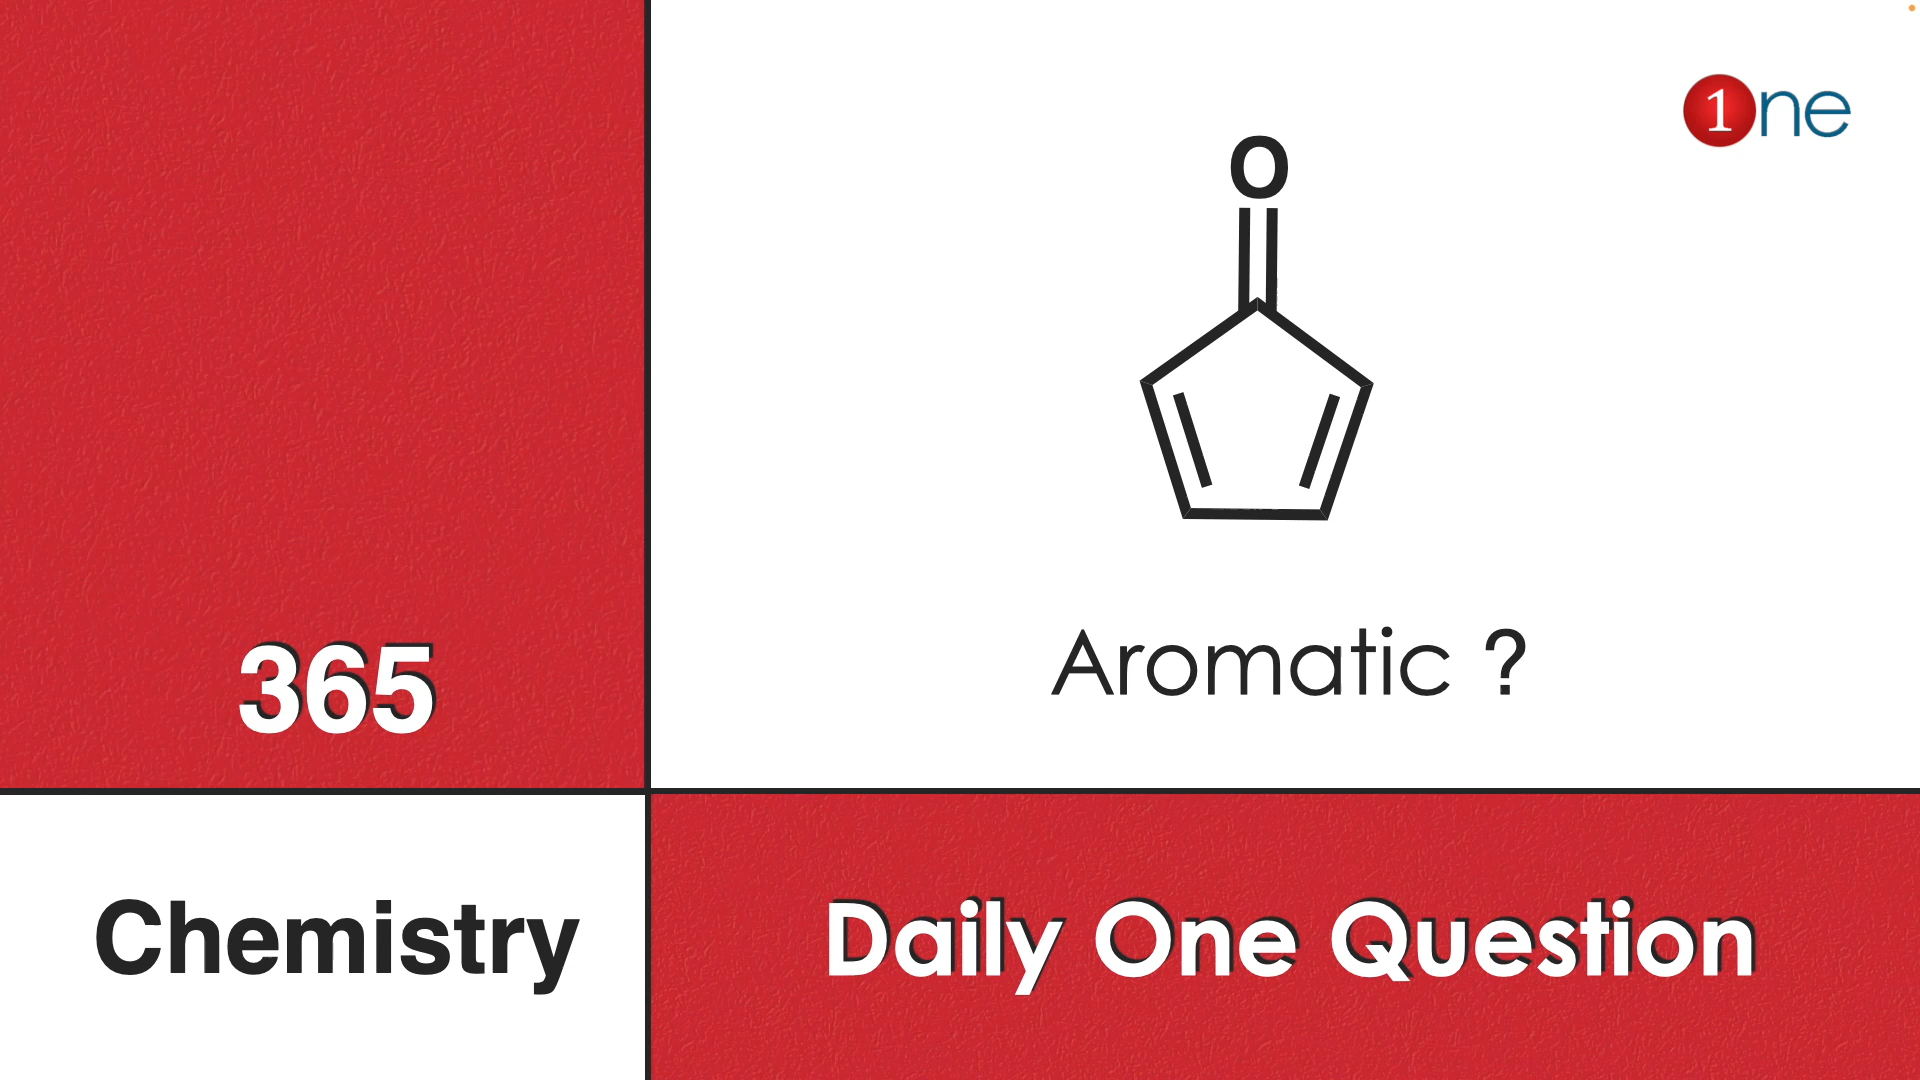 1ne
O
Aromatic ?
365
Chemistry
Daily One Question